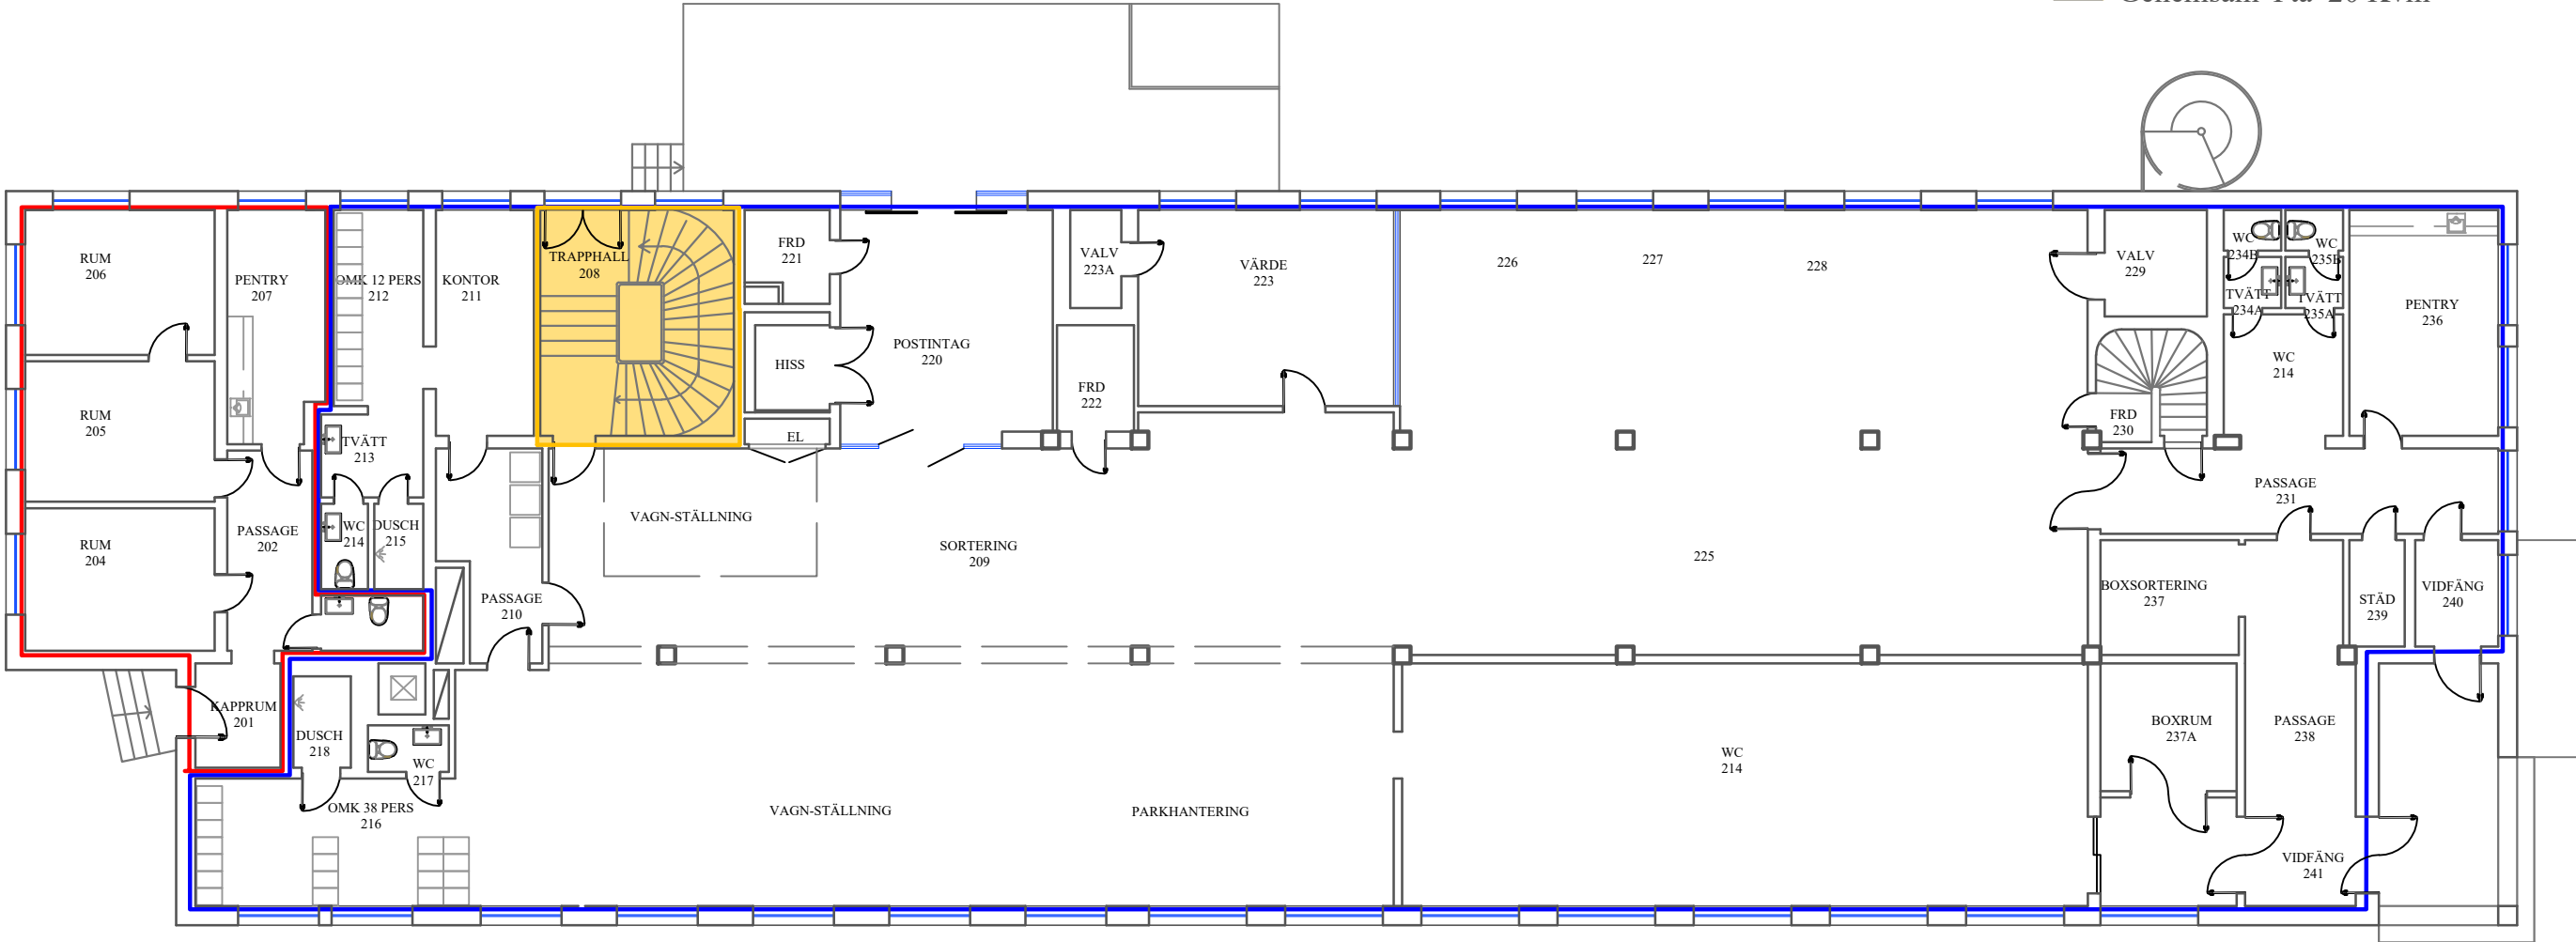 RUM
206
PENTRY
207
OMK 12 PERS
212
KONTOR
211
TRAPPHALL
208
FRD
221
HISS
EL
POSTINTAG
220
VALV
223A
FRD
222
VÄRDE
223
226
227
228
VALV
229
WC
234B
WC
235B
TVÄTT
234A
TVÄTT
235A
PENTRY
236
WC
214
FRD
230
RUM
205
TVÄTT
213
RUM
204
PASSAGE
202
WC
214
DUSCH
215
PASSAGE
210
VAGN-STÄLLNING
SORTERING
209
225
PASSAGE
231
BOXSORTERING
237
STÄD
239
VIDFÄNG
240
KAPPRUM
201
DUSCH
218
WC
217
OMK 38 PERS
216
VAGN-STÄLLNING
PARKHANTERING
WC
214
BOXRUM
237A
PASSAGE
238
VIDFÄNG
241